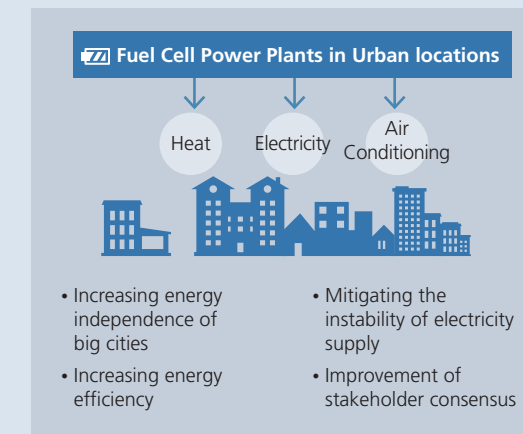 Fuel Cell Power Plants in Urban locations
Heat
Electricity
Air
Conditioning
• Increasing energy
independence of
big cities
• Increasing energy
efficiency
• Mitigating the
instability of electricity
supply
• Improvement of
stakeholder consensus